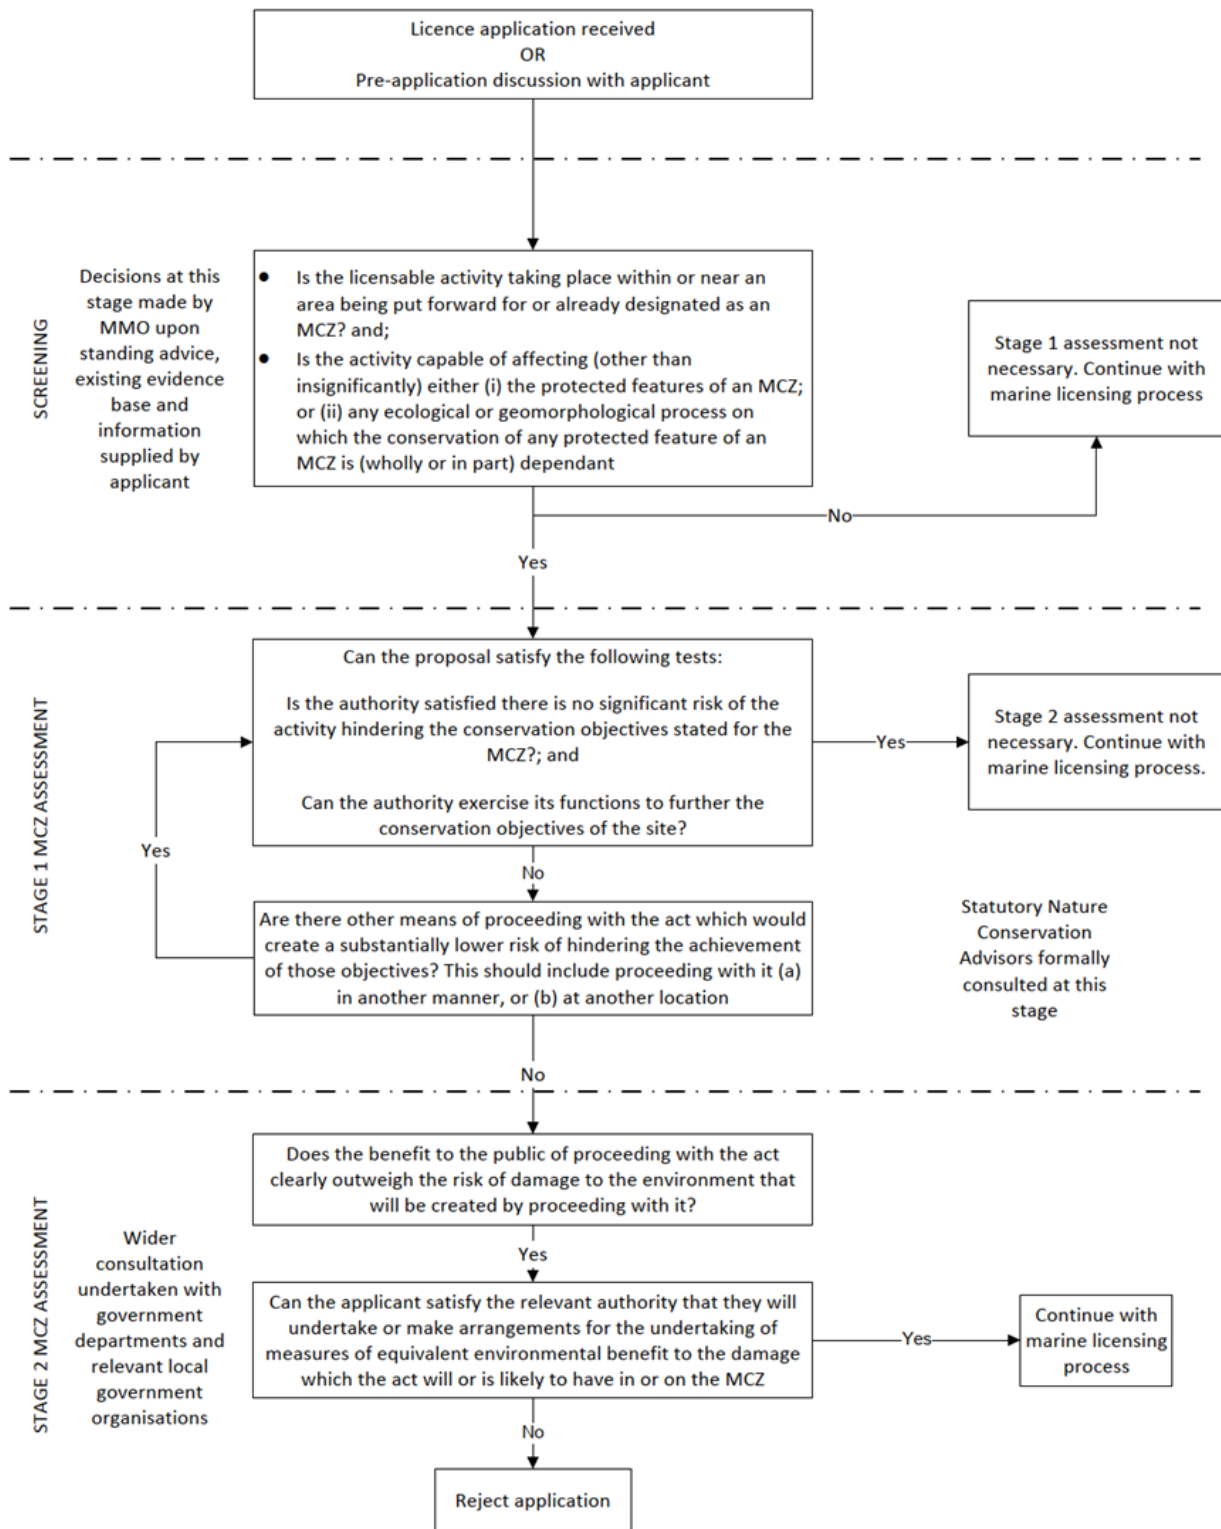 Licence application received
OR
Pre-application discussion with applicant
SCREENING
Decisions at this
stage made by
MMO upon
standing advice,
existing evidence
base and
information
supplied by
applicant
● Is the licensable activity taking place within or near an
area being put forward for or already designated as an
MCZ? and;
● Is the activity capable of affecting (other than
insignificantly) either (i) the protected features of an MCZ;
or (ii) any ecological or geomorphological process on
which the conservation of any protected feature of an
MCZ is (wholly or in part) dependant
Stage 1 assessment not
necessary. Continue with
marine licensing process
No
Yes
STAGE 1 MCZ ASSESSMENT
Can the proposal satisfy the following tests:
Is the authority satisfied there is no significant risk of the
activity hindering the conservation objectives stated for the
MCZ?; and
Can the authority exercise its functions to further the
conservation objectives of the site?
Yes
Stage 2 assessment not
necessary. Continue with
marine licensing process.
Yes
No
Are there other means of proceeding with the act which would
create a substantially lower risk of hindering the achievement
of those objectives? This should include proceeding with it (a)
in another manner, or (b) at another location
Statutory Nature
Conservation
Advisors formally
consulted at this
stage
No
STAGE 2 MCZ ASSESSMENT
Wider
consultation
undertaken with
government
departments and
relevant local
government
organisations
Does the benefit to the public of proceeding with the act
clearly outweigh the risk of damage to the environment that
will be created by proceeding with it?
Yes
Can the applicant satisfy the relevant authority that they will
undertake or make arrangements for the undertaking of
measures of equivalent environmental benefit to the damage
which the act will or is likely to have in or on the MCZ
Yes
Continue with
marine licensing
process
No
Reject application